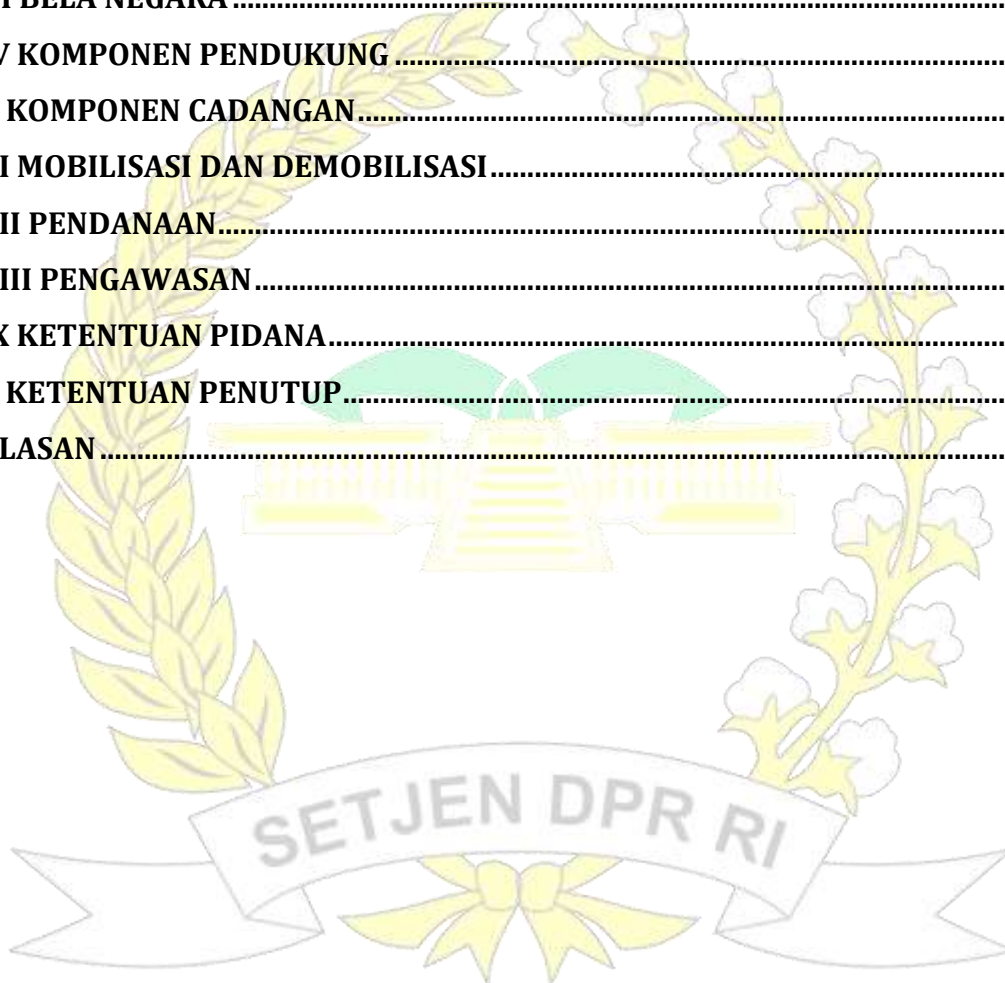 I BELA NEGARA
V KOMPONEN PENDUKUNG
KOMPONEN CADANGAN
I MOBILISASI DAN DEMOBILISASI
II PENDANAAN
III PENGAWASAN
X KETENTUAN PIDANA
KETENTUAN PENUTUP
LASAN
SETJEN DPR RI